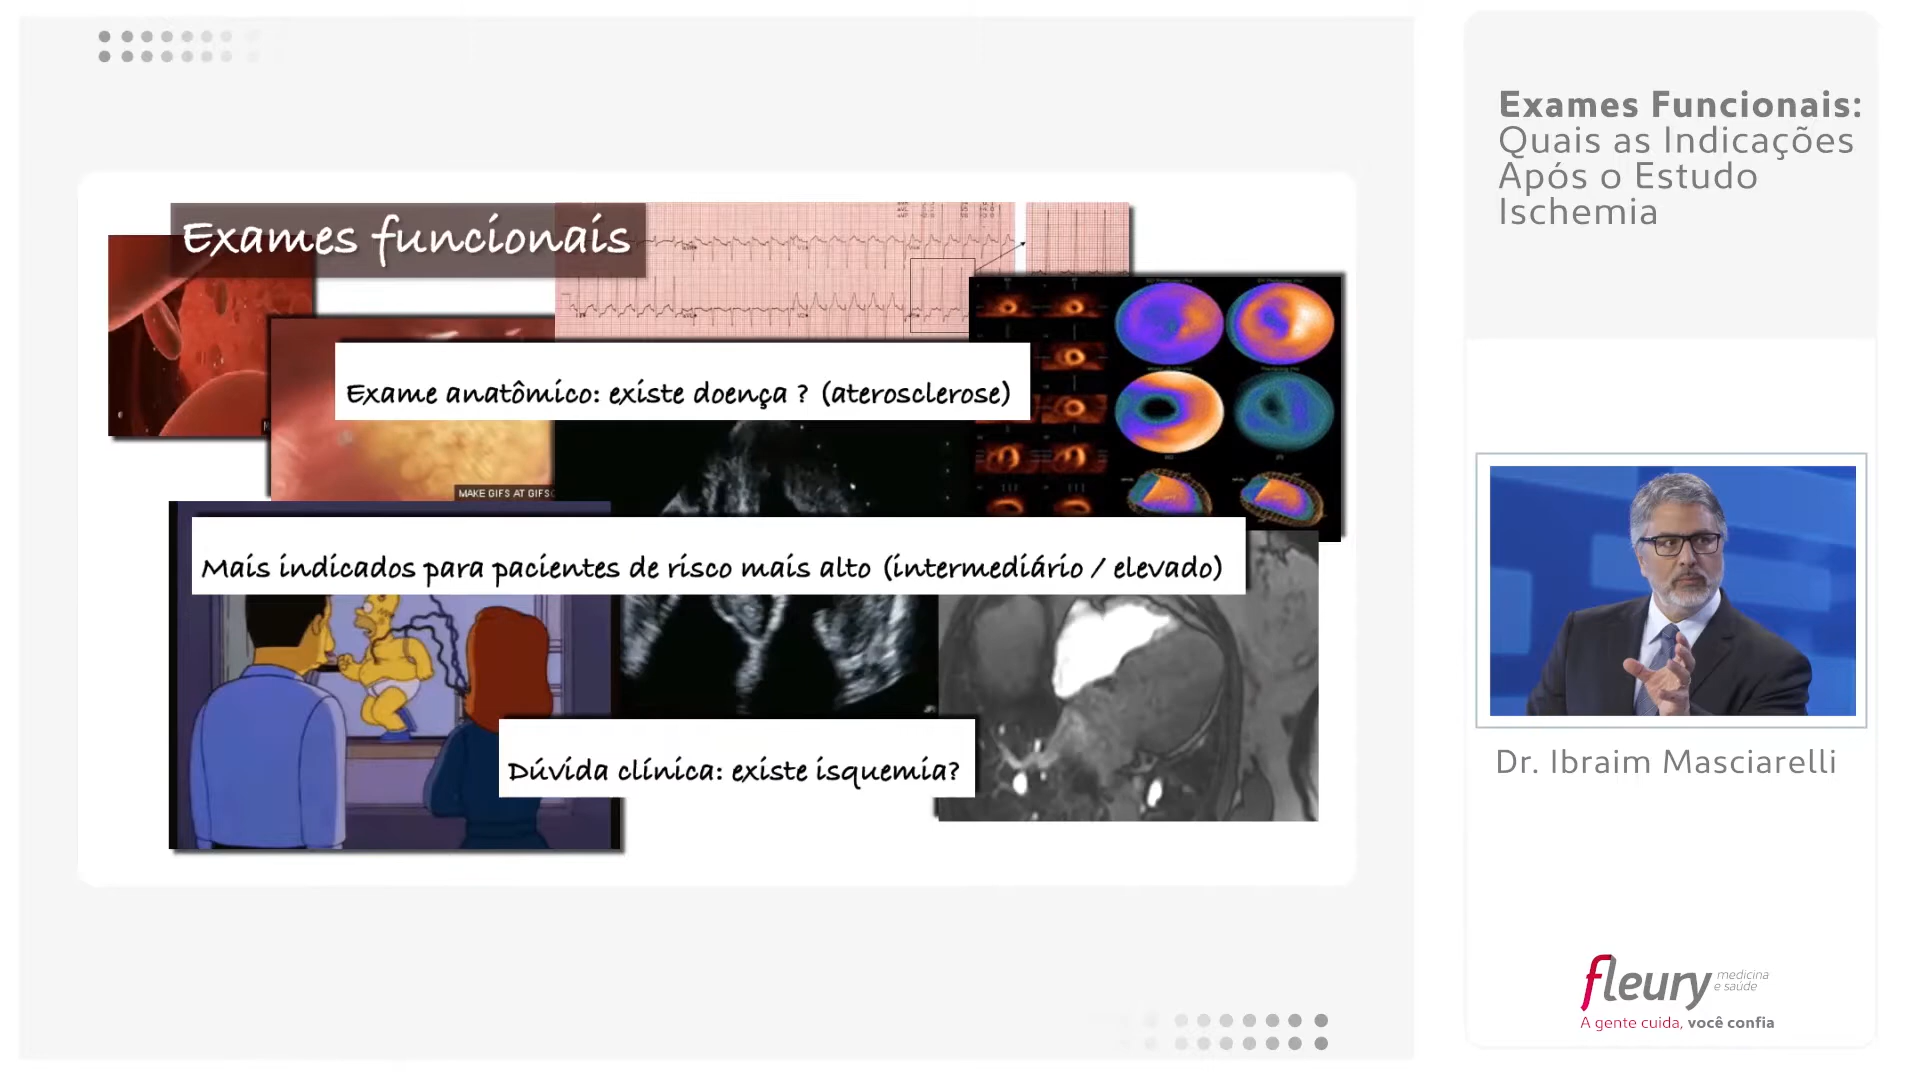 Exames funcionais
Exame anatômico: existe doença ? (aterosclerose)
MAKE GIFS AT GIFSO
Mais indicados para pacientes de risco mais alto (intermediário / elevado)
Dúvida clínica: existe isquemia?
Exames Funcionais:
Quais as Indicações
Após o Estudo
Ischemia
Dr. Ibraim Masciarelli
fleury medicina
e saúde
A gente cuida, você confia